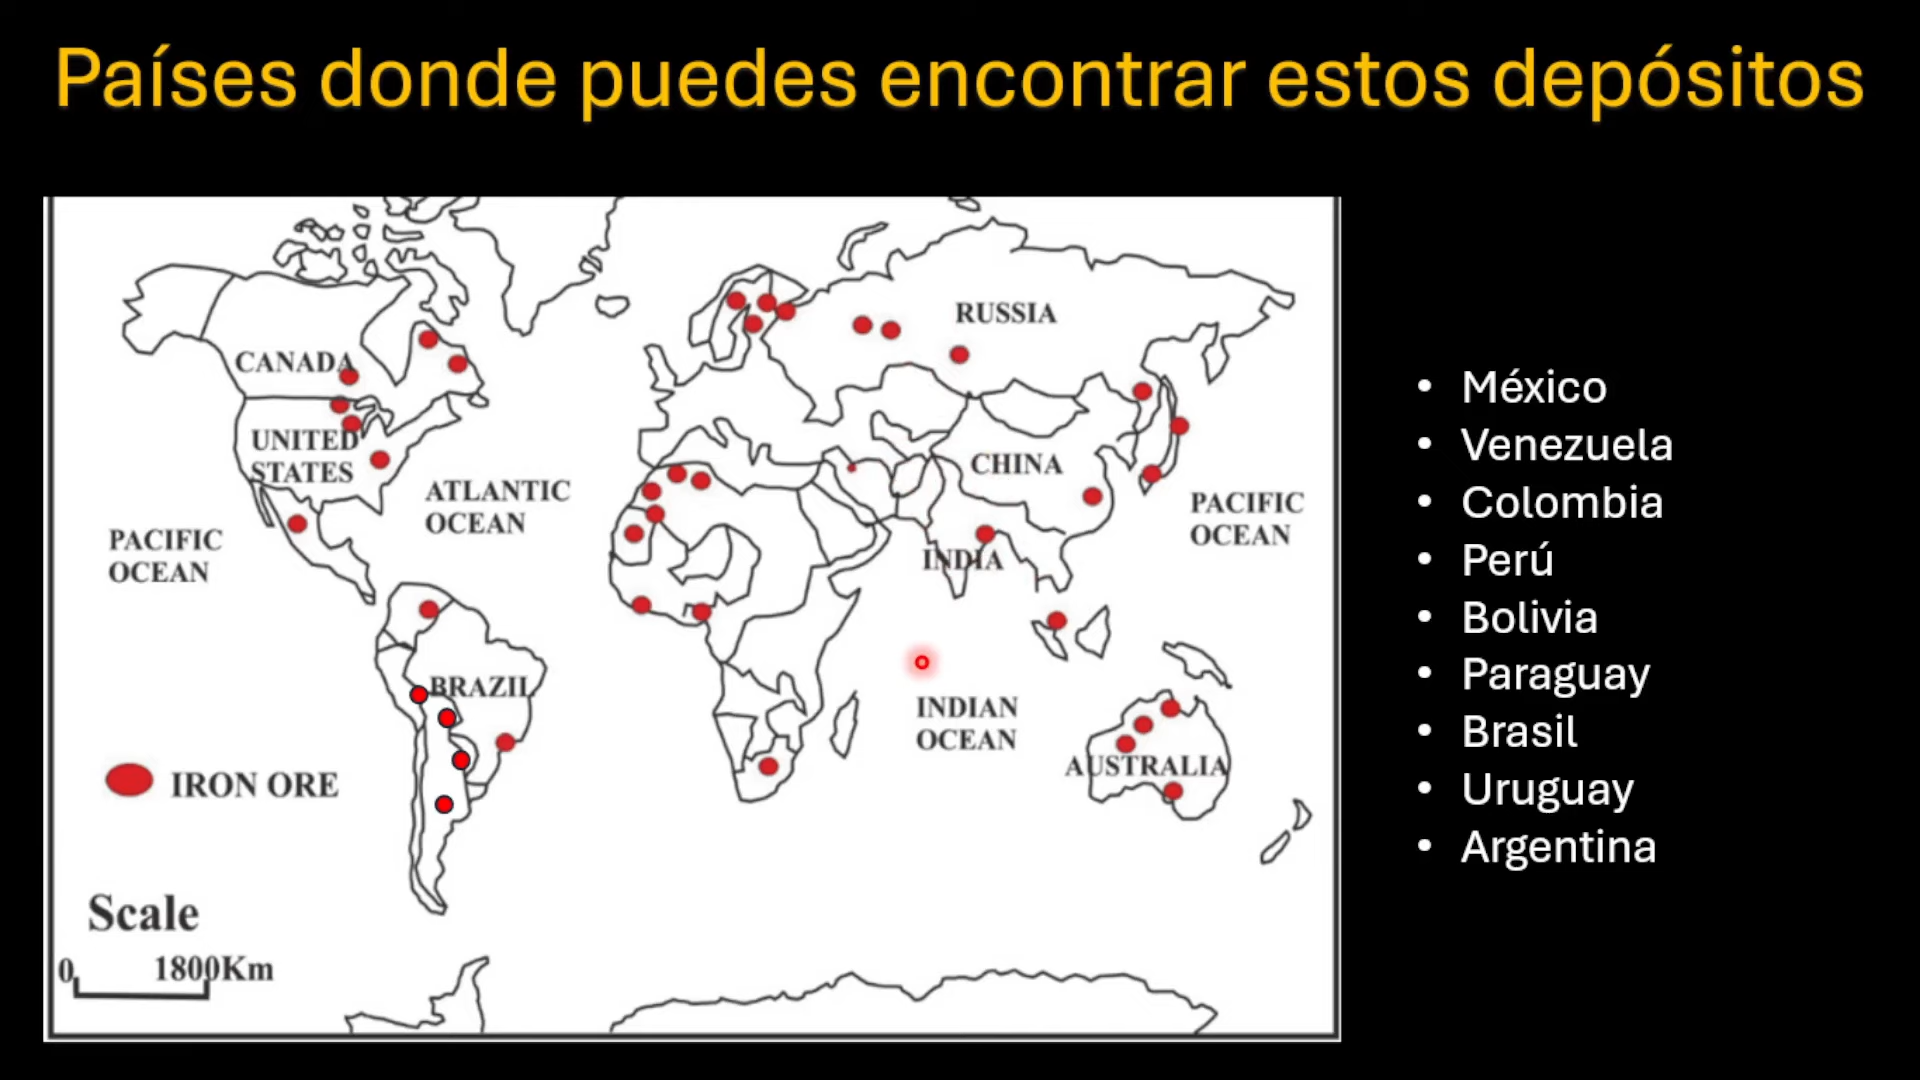 Países donde puedes encontrar estos depósitos
RUSSIA
CANADA
UNITED
STATES
CHINA
ATLANTIC
OCEAN
PACIFIC
OCEAN
PACIFIC
OCEAN
INDIA
BRAZIL
INDIAN
OCEAN
AUSTRALIA
IRON ORE
Scale
0 1800Km
• México
• Venezuela
• Colombia
• Perú
• Bolivia
• Paraguay
• Brasil
• Uruguay
• Argentina